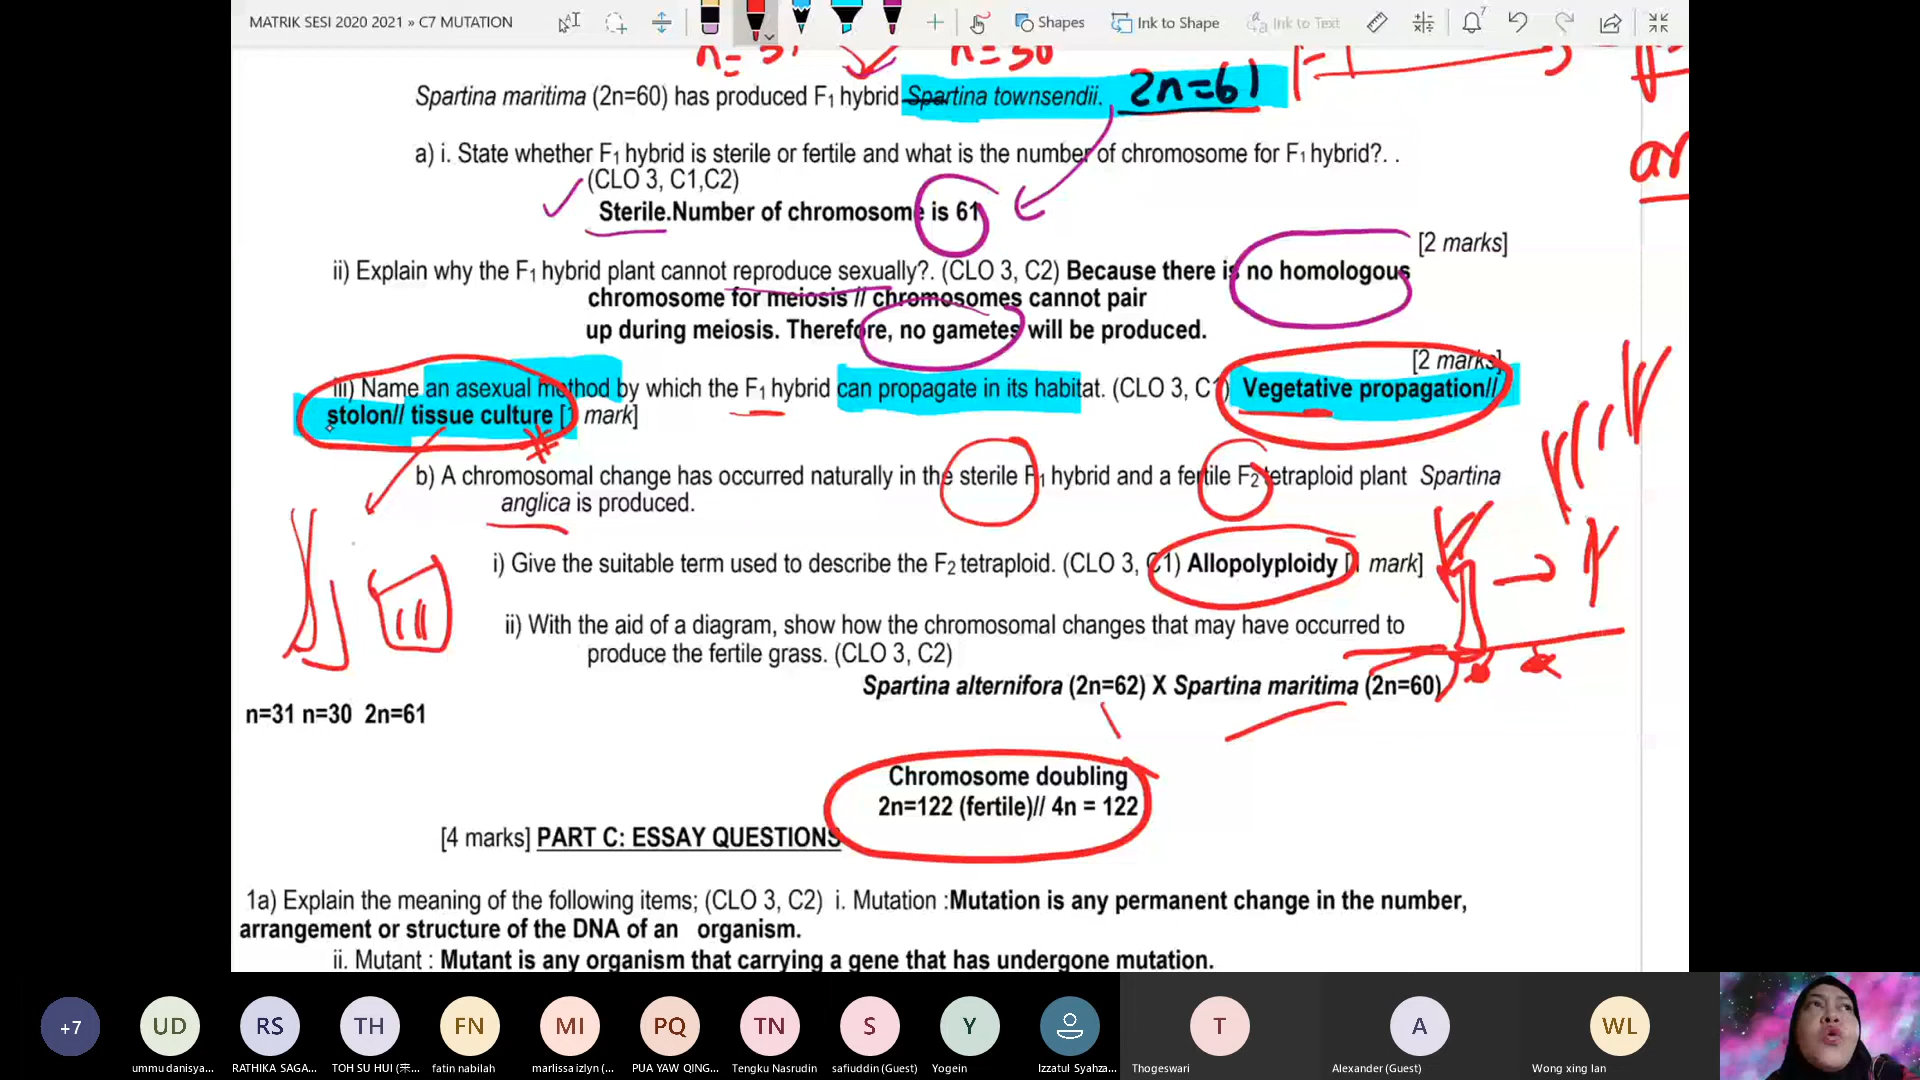 MATRIK SESI 2020 2021 » C7 MUTATION
Shapes
Ink to Shape
Ink to Text
7
n=31 n=30
Spartina maritima (2n=60) has produced F1 hybrid Spartina townsendii. 2n=61
a) i. State whether F1 hybrid is sterile or fertile and what is the number of chromosome for F1 hybrid?. .
(CLO 3, C1,C2)
Sterile.Number of chromosome is 61
[2 marks]
ii) Explain why the F1 hybrid plant cannot reproduce sexually?. (CLO 3, C2) Because there is no homologous
chromosome for meiosis // chromosomes cannot pair
up during meiosis. Therefore, no gametes will be produced.
[2 marks]
iii) Name an asexual method by which the F1 hybrid can propagate in its habitat. (CLO 3, C1) Vegetative propagation//
stolon// tissue culture [1 mark]
b) A chromosomal change has occurred naturally in the sterile F1 hybrid and a fertile F2 tetraploid plant Spartina
anglica is produced.
i) Give the suitable term used to describe the F2 tetraploid. (CLO 3, C1) Allopolyploidy [1 mark]
ii) With the aid of a diagram, show how the chromosomal changes that may have occurred to
produce the fertile grass. (CLO 3, C2)
Spartina alternifora (2n=62) X Spartina maritima (2n=60)
n=31 n=30 2n=61
Chromosome doubling
2n=122 (fertile)// 4n = 122
[4 marks] PART C: ESSAY QUESTIONS
1a) Explain the meaning of the following items; (CLO 3, C2) i. Mutation :Mutation is any permanent change in the number,
arrangement or structure of the DNA of an organism.
ii. Mutant : Mutant is any organism that carrying a gene that has undergone mutation.
+7 UD RS TH FN MI PQ TN S Y T A WL
ummu danisya... RATHIKA SAGA... TOH SU HUI fatin nabilah marlissa izlyn (... PUA YAW QING... Tengku Nasrudin safiuddin (Guest) Yogein Izzatul Syahza... Thogeswari Alexander (Guest) Wong xing lan